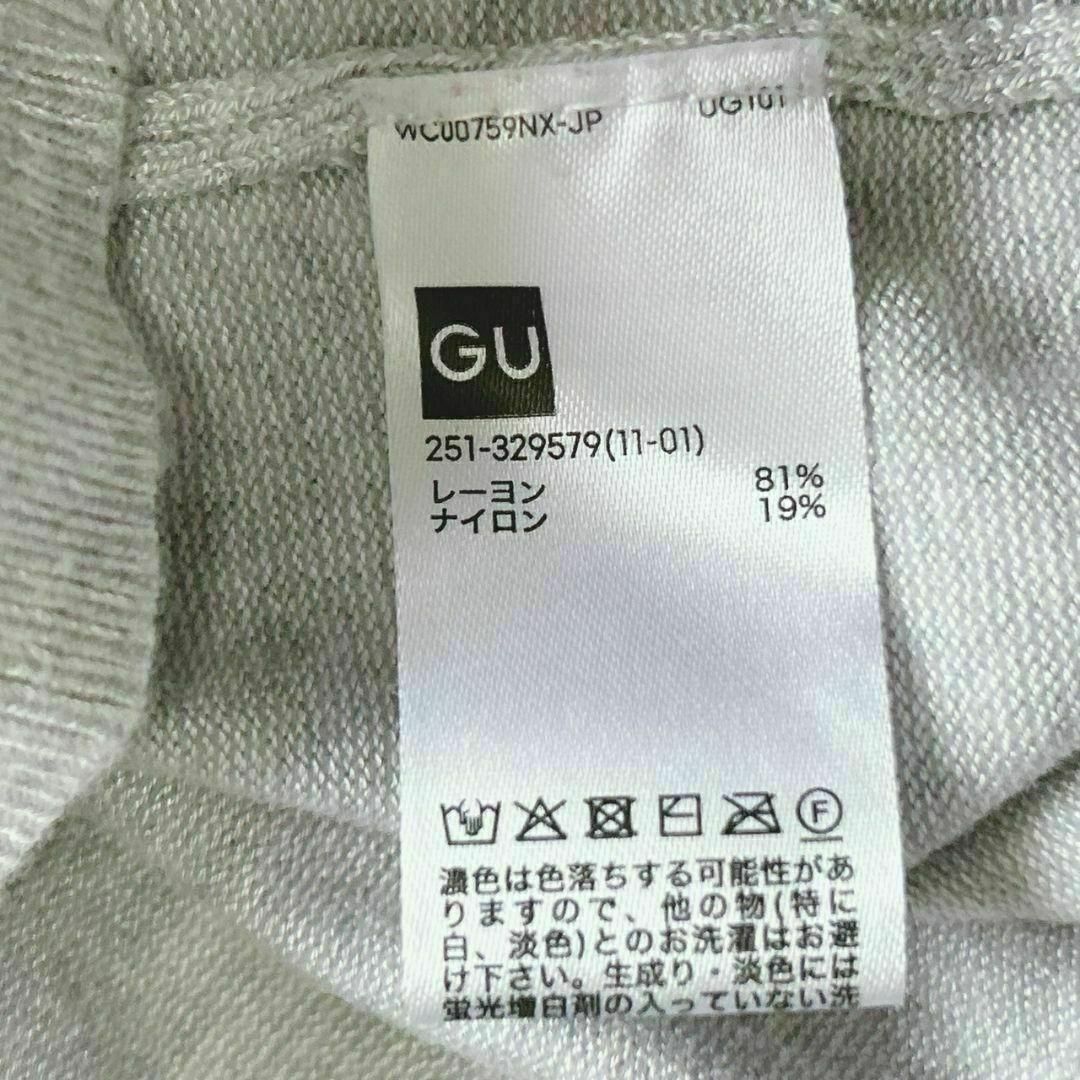 WC00759NX-JP UG101
GU
251-329579(11-01)
レーヨン 81%
ナイロン 19%
F
濃色は色落ちする可能性があ
りますので、他の物(特に
白、淡色)とのお洗濯はお避
け下さい。生成り・淡色には
蛍光増白剤の入っていない洗